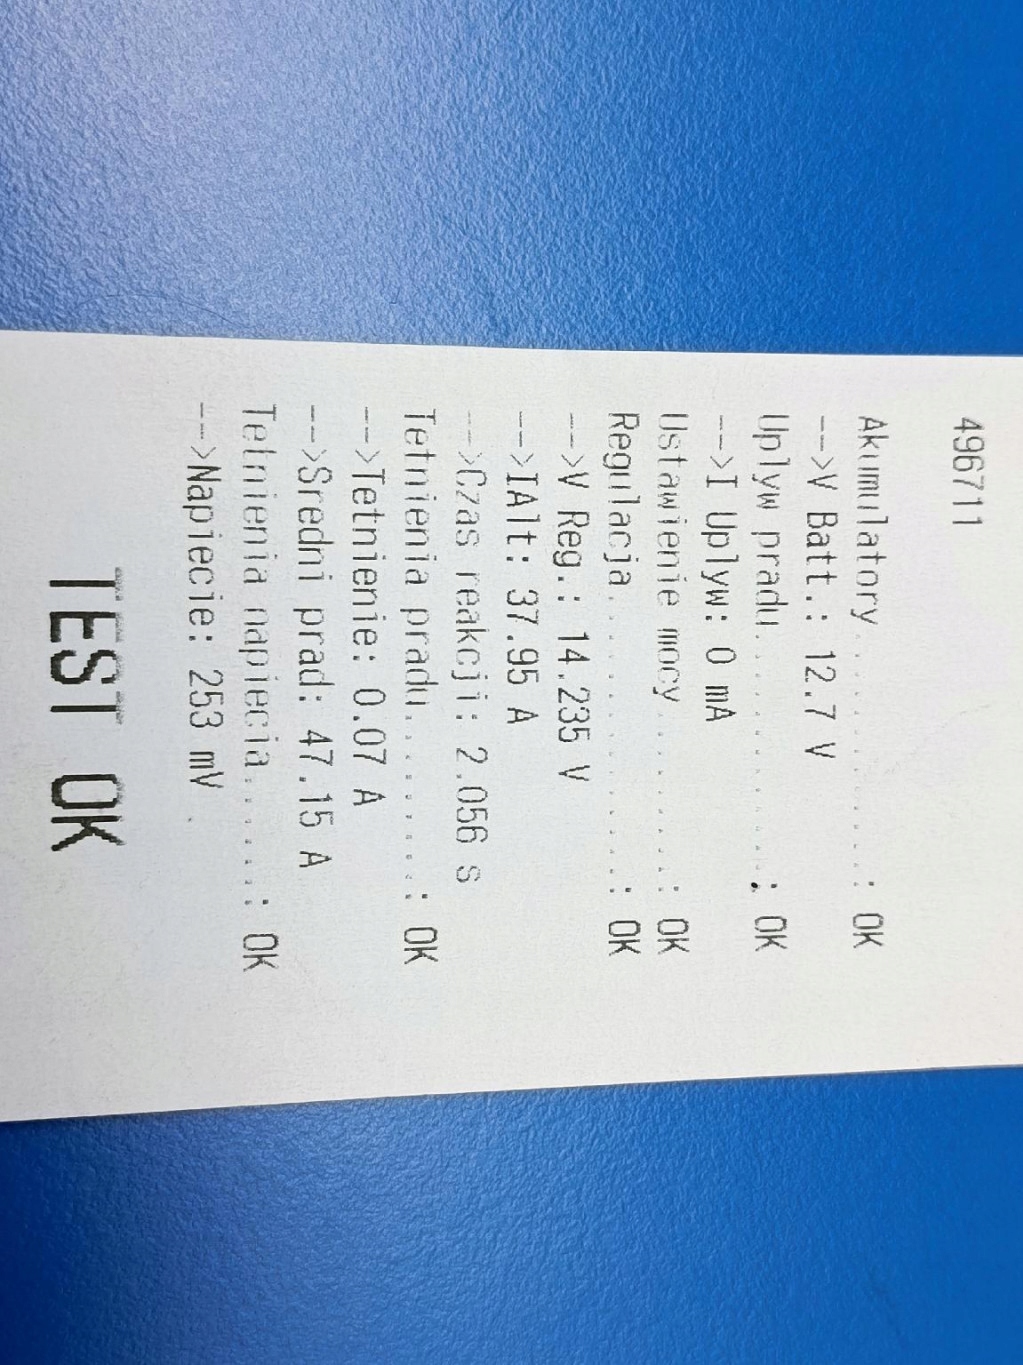 496711
Akumulatory..............: OK
-->V Batt.: 12.7 V
Uplyw pradu..............: OK
-->I Uplyw: 0 mA
Ustawienie mocy..........: OK
Regulacja................: OK
-->V Reg.: 14.235 V
-->IAlt: 37.95 A
-->Czas reakcji: 2.056 s
Tetnienia pradu..........: OK
-->Tetnienie: 0.07 A
-->Sredni prad: 47.15 A
Tetnienia napiecia.......: OK
-->Napiecie: 253 mV
TEST OK